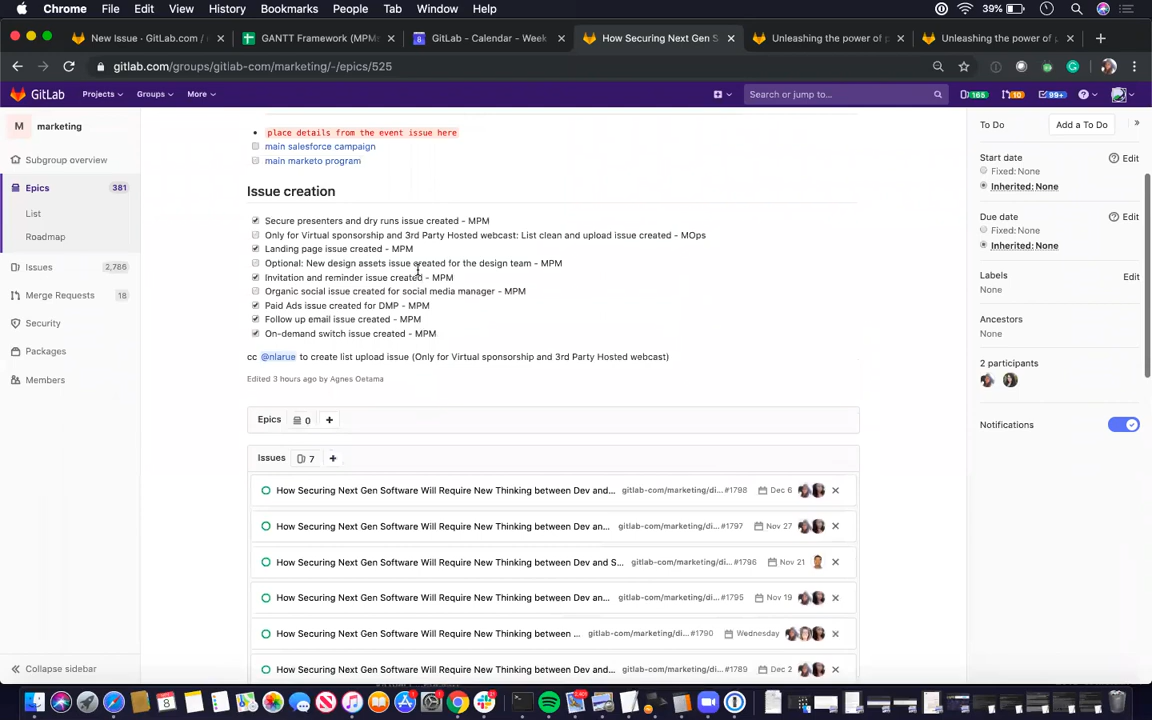 Chrome File Edit View History Bookmarks People Tab Window Help 39%
New Issue · GitLab.com /
GANTT Framework (MPM
GitLab - Calendar - Week
How Securing Next Gen S
Unleashing the power of
Unleashing the power of
gitlab.com/groups/gitlab-com/marketing/-/epics/525
GitLab Projects Groups More Search or jump to... 165 10 99+
M marketing
Subgroup overview
Epics 381
List
Roadmap
Issues 2,786
Merge Requests 18
Security
Packages
Members
Collapse sidebar
place details from the event issue here
main salesforce campaign
main marketo program
Issue creation
Secure presenters and dry runs issue created - MPM
Only for Virtual sponsorship and 3rd Party Hosted webcast: List clean and upload issue created - MOps
Landing page issue created - MPM
Optional: New design assets issue created for the design team - MPM
Invitation and reminder issue created - MPM
Organic social issue created for social media manager - MPM
Paid Ads issue created for DMP - MPM
Follow up email issue created - MPM
On-demand switch issue created - MPM
cc @nlarue to create list upload issue (Only for Virtual sponsorship and 3rd Party Hosted webcast)
Edited 3 hours ago by Agnes Oetama
Epics 0 +
Issues 7 +
How Securing Next Gen Software Will Require New Thinking between Dev and... gitlab-com/marketing/di...#1798 Dec 6
How Securing Next Gen Software Will Require New Thinking between Dev an... gitlab-com/marketing/di...#1797 Nov 27
How Securing Next Gen Software Will Require New Thinking between Dev and S... gitlab-com/marketing/di...#1796 Nov 21
How Securing Next Gen Software Will Require New Thinking between Dev an... gitlab-com/marketing/di...#1795 Nov 19
How Securing Next Gen Software Will Require New Thinking between ... gitlab-com/marketing/di...#1790 Wednesday
How Securing Next Gen Software Will Require New Thinking between Dev an... gitlab-com/marketing/di...#1789 Dec 2
To Do Add a To Do
Start date Edit
Fixed: None
Inherited: None
Due date Edit
Fixed: None
Inherited: None
Labels Edit
None
Ancestors
None
2 participants
Notifications